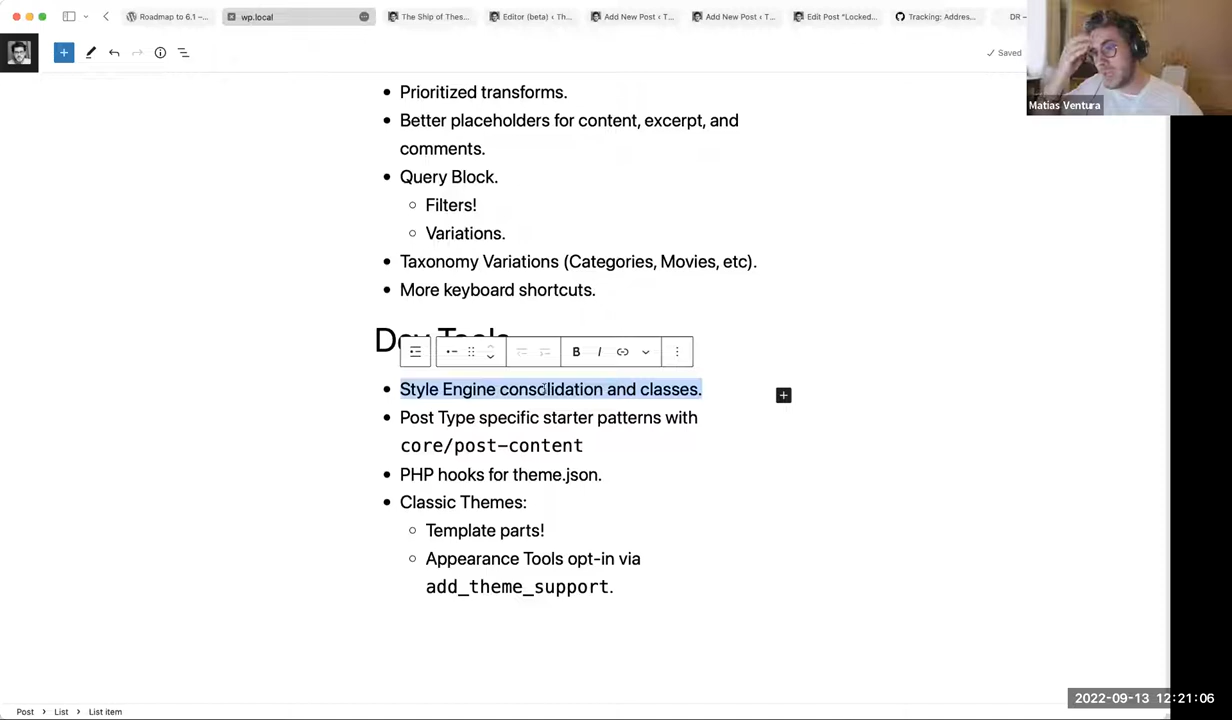 Roadmap to 6.1 –...
wp.local
The Ship of Thes...
Editor (beta) ‹ Th...
Add New Post ‹ T...
Add New Post ‹ T...
Edit Post “Locked...
Tracking: Addres...
DR –
Saved
Matias Ventura
Prioritized transforms.
Better placeholders for content, excerpt, and
comments.
Query Block.
Filters!
Variations.
Taxonomy Variations (Categories, Movies, etc).
More keyboard shortcuts.
Dev Tools
B I
Style Engine consolidation and classes.
Post Type specific starter patterns with
core/post-content
PHP hooks for theme.json.
Classic Themes:
Template parts!
Appearance Tools opt-in via
add_theme_support.
2022-09-13 12:21:06
Post > List > List item